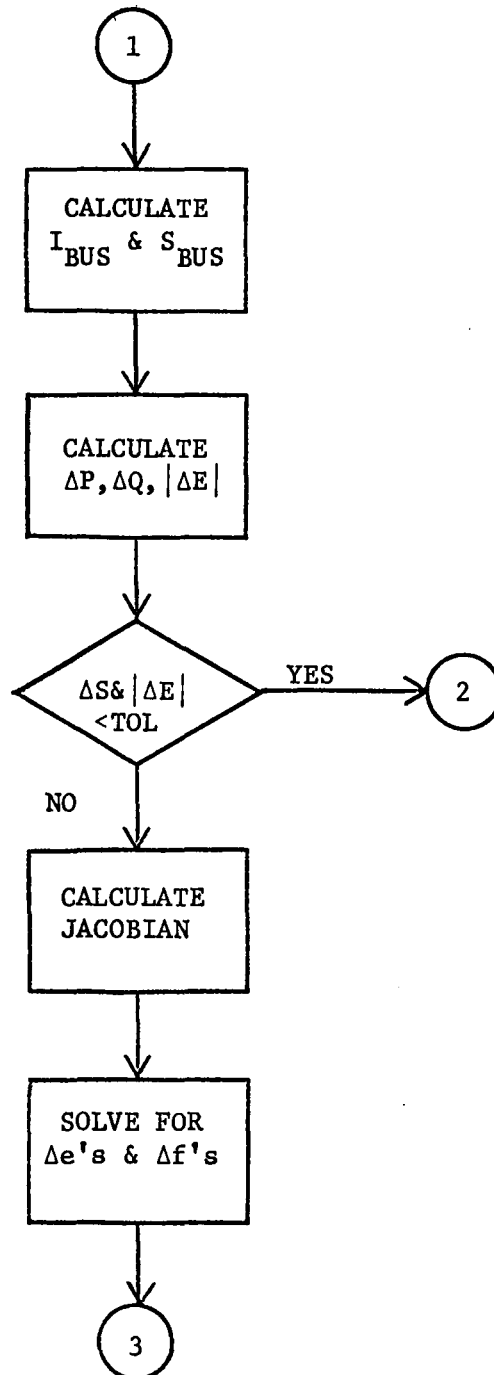 1
CALCULATE
I_BUS & S_BUS
CALCULATE
ΔP,ΔQ,|ΔE|
ΔS&|ΔE|
<TOL
YES
2
NO
CALCULATE
JACOBIAN
SOLVE FOR
Δe's & Δf's
3